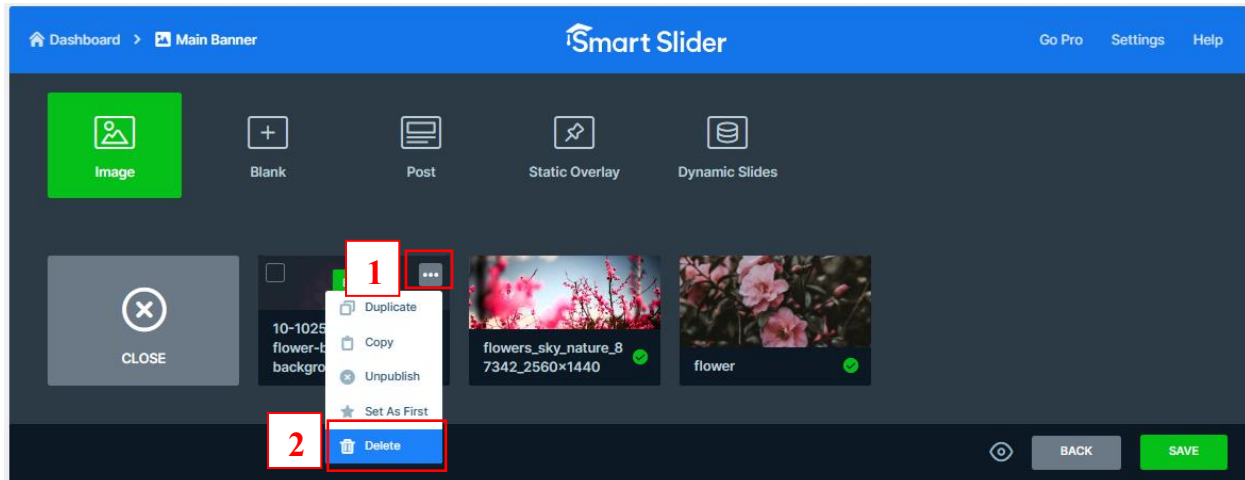 Dashboard > Main Banner
Smart Slider
Go Pro Settings Help
Image
Blank
Post
Static Overlay
Dynamic Slides
CLOSE
1
10-1025
flower-b
backgro
Duplicate
Copy
Unpublish
Set As First
2
Delete
flowers_sky_nature_8
7342_2560×1440
flower
BACK
SAVE